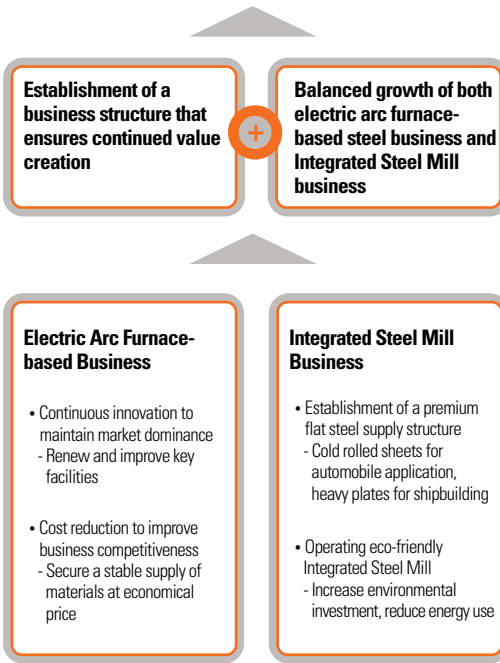 Establishment of a
business structure that
ensures continued value
creation
+
Balanced growth of both
electric arc furnace-
based steel business and
Integrated Steel Mill
business
Electric Arc Furnace-
based Business
• Continuous innovation to
maintain market dominance
- Renew and improve key
facilities
• Cost reduction to improve
business competitiveness
- Secure a stable supply of
materials at economical
price
Integrated Steel Mill
Business
• Establishment of a premium
flat steel supply structure
- Cold rolled sheets for
automobile application,
heavy plates for shipbuilding
• Operating eco-friendly
Integrated Steel Mill
- Increase environmental
investment, reduce energy use